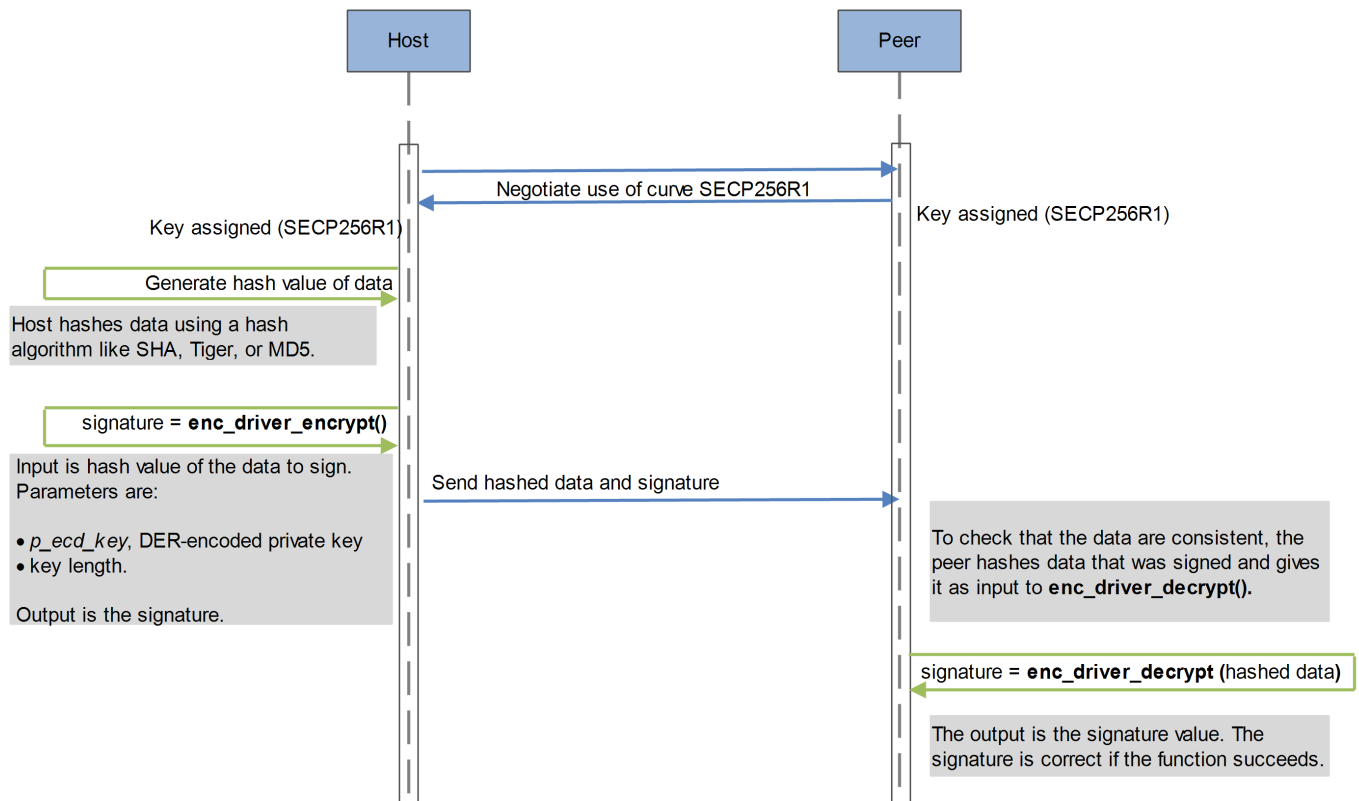 Host
Peer
Negotiate use of curve SECP256R1
Key assigned (SECP256R1)
Key assigned (SECP256R1)
Generate hash value of data
Host hashes data using a hash
algorithm like SHA, Tiger, or MD5.
signature = enc_driver_encrypt()
Input is hash value of the data to sign.
Parameters are:
• p_ecd_key, DER-encoded private key
• key length.
Output is the signature.
Send hashed data and signature
To check that the data are consistent, the
peer hashes data that was signed and gives
it as input to enc_driver_decrypt().
signature = enc_driver_decrypt (hashed data)
The output is the signature value. The
signature is correct if the function succeeds.